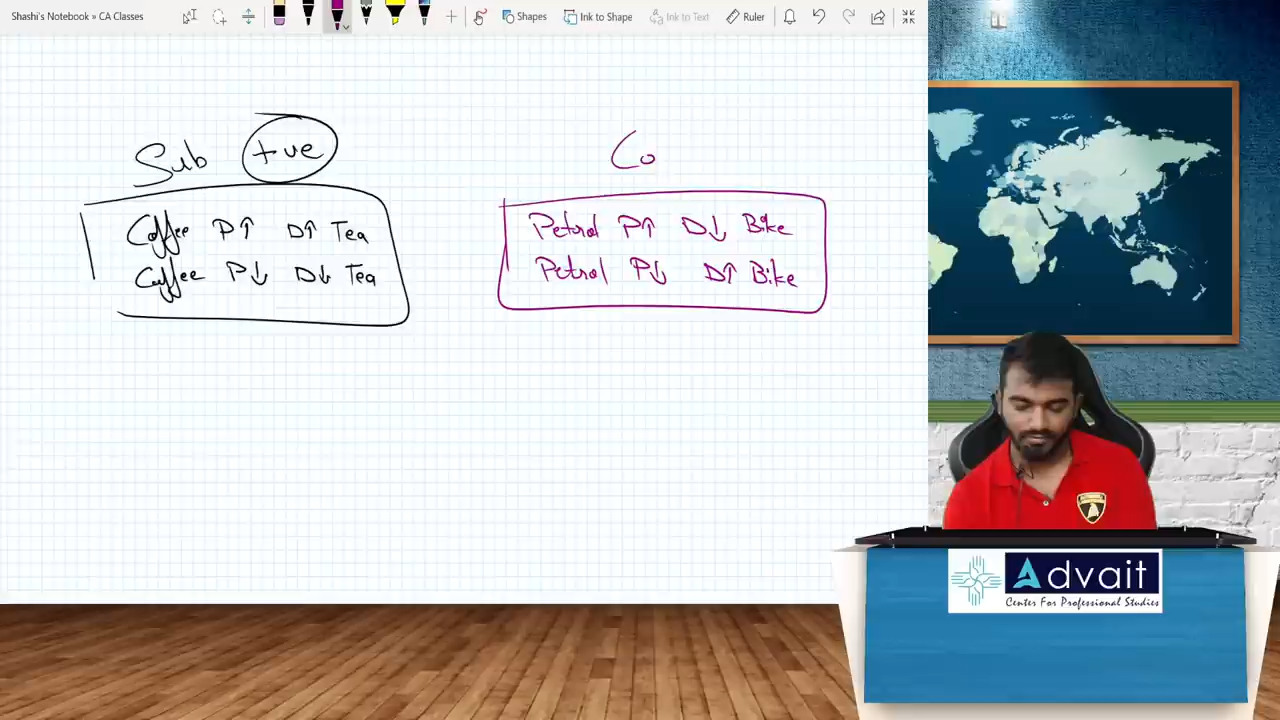 Shashi's Notebook » CA Classes
Shapes
Ink to Shape
Ink to Text
Ruler
Sub +ve
Coffee P↑ D↑ Tea
Coffee P↓ D↓ Tea
Co
Petrol P↑ D↓ Bike
Petrol P↓ D↑ Bike
Advait
Center For Professional Studies